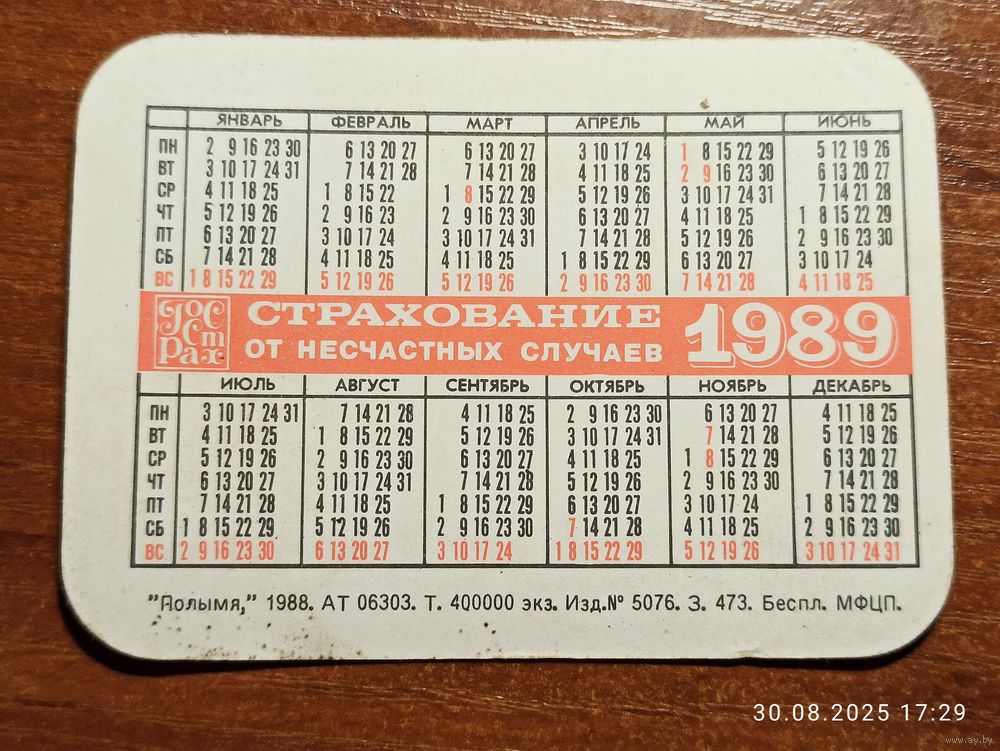 ЯНВАРЬ ФЕВРАЛЬ МАРТ АПРЕЛЬ МАЙ ИЮНЬ
ПН 2 9 16 23 30 6 13 20 27 6 13 20 27 3 10 17 24 1 8 15 22 29 5 12 19 26
ВТ 3 10 17 24 31 7 14 21 28 7 14 21 28 4 11 18 25 2 9 16 23 30 6 13 20 27
СР 4 11 18 25 1 8 15 22 1 8 15 22 29 5 12 19 26 3 10 17 24 31 7 14 21 28
ЧТ 5 12 19 26 2 9 16 23 2 9 16 23 30 6 13 20 27 4 11 18 25 1 8 15 22 29
ПТ 6 13 20 27 3 10 17 24 3 10 17 24 31 7 14 21 28 5 12 19 26 2 9 16 23 30
СБ 7 14 21 28 4 11 18 25 4 11 18 25 1 8 15 22 29 6 13 20 27 3 10 17 24
ВС 1 8 15 22 29 5 12 19 26 5 12 19 26 2 9 16 23 30 7 14 21 28 4 11 18 25
Госстрах СТРАХОВАНИЕ 1989
ОТ НЕСЧАСТНЫХ СЛУЧАЕВ
ИЮЛЬ АВГУСТ СЕНТЯБРЬ ОКТЯБРЬ НОЯБРЬ ДЕКАБРЬ
ПН 3 10 17 24 31 7 14 21 28 4 11 18 25 2 9 16 23 30 6 13 20 27 4 11 18 25
ВТ 4 11 18 25 1 8 15 22 29 5 12 19 26 3 10 17 24 31 7 14 21 28 5 12 19 26
СР 5 12 19 26 2 9 16 23 30 6 13 20 27 4 11 18 25 1 8 15 22 29 6 13 20 27
ЧТ 6 13 20 27 3 10 17 24 31 7 14 21 28 5 12 19 26 2 9 16 23 30 7 14 21 28
ПТ 7 14 21 28 4 11 18 25 1 8 15 22 29 6 13 20 27 3 10 17 24 1 8 15 22 29
СБ 1 8 15 22 29 5 12 19 26 2 9 16 23 30 7 14 21 28 4 11 18 25 2 9 16 23 30
ВС 2 9 16 23 30 6 13 20 27 3 10 17 24 1 8 15 22 29 5 12 19 26 3 10 17 24 31
"Полымя," 1988. АТ 06303. Т. 400000 экз. Изд.№ 5076. З. 473. Беспл. МФЦП.
30.08.2025 17:29
www.ay.by